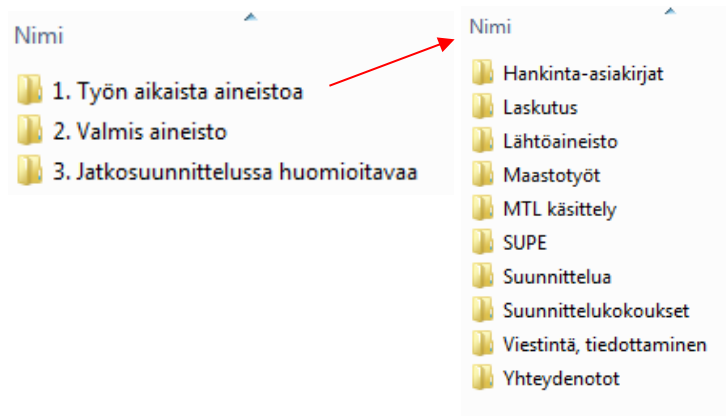 Nimi
1. Työn aikaista aineistoa
2. Valmis aineisto
3. Jatkosuunnittelussa huomioitavaa
Nimi
Hankinta-asiakirjat
Laskutus
Lähtöaineisto
Maastotyöt
MTL käsittely
SUPE
Suunnittelua
Suunnittelukokoukset
Viestintä, tiedottaminen
Yhteydenotot